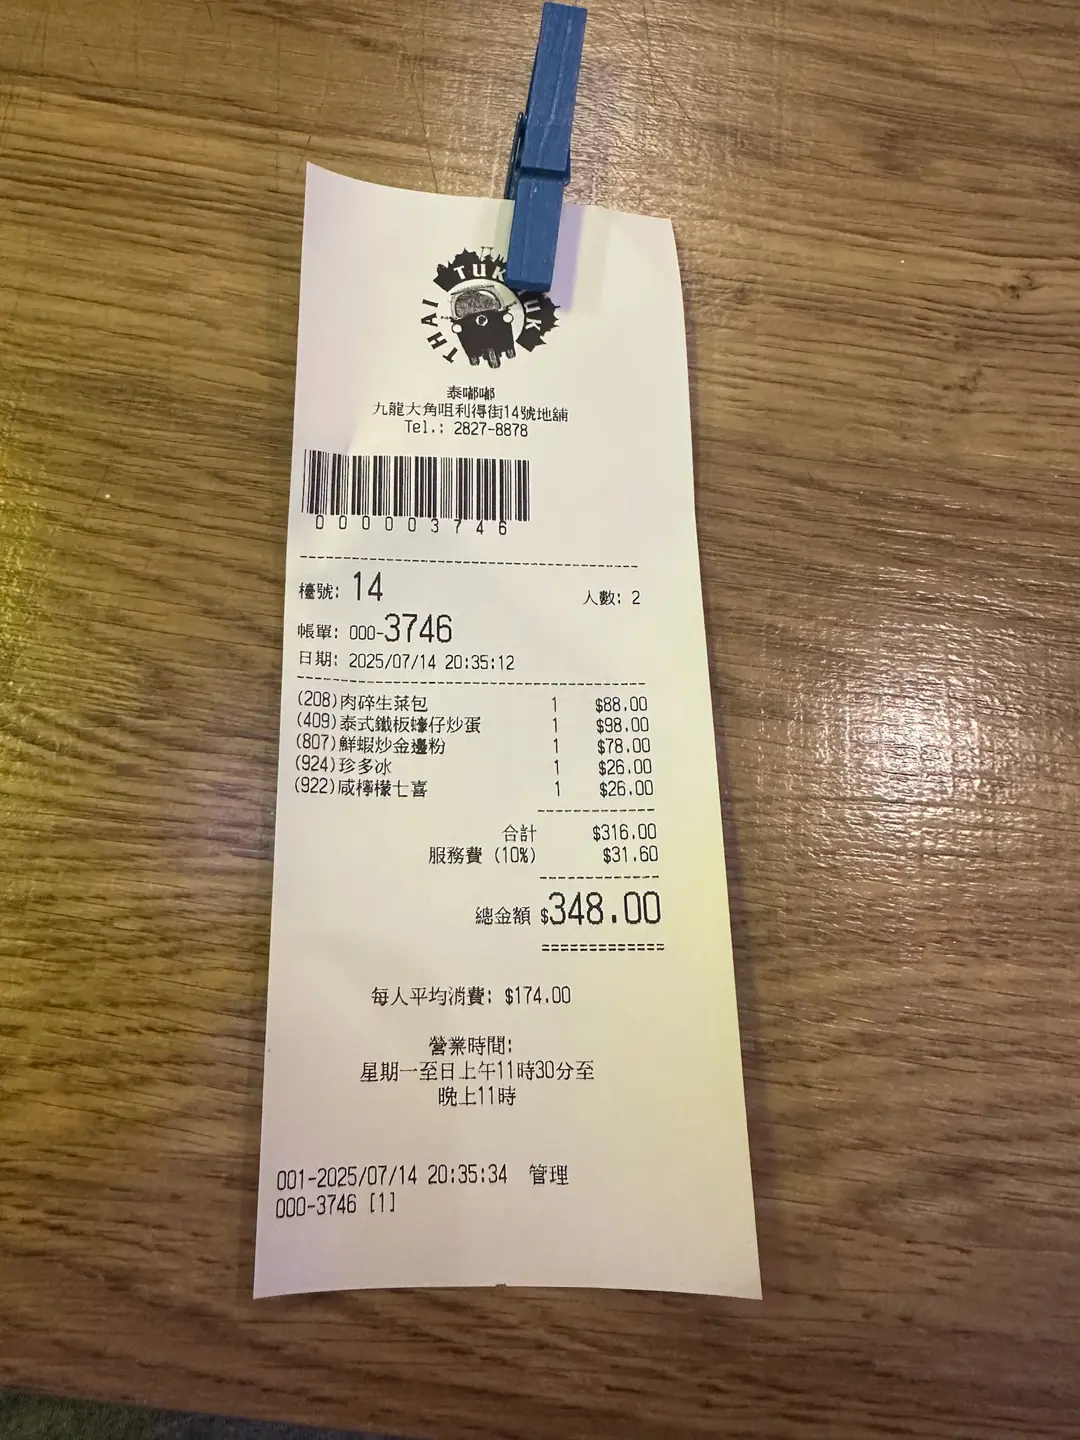 THAI TUK TUK
泰嘟嘟
九龍大角咀利得街14號地舖
Tel.: 2827-8878
0000003746
檯號: 14 人數: 2
帳單: 000-3746
日期: 2025/07/14 20:35:12
(208)肉碎生菜包 1 $88.00
(409)泰式鐵板蠔仔炒蛋 1 $98.00
(807)鮮蝦炒金邊粉 1 $78.00
(924)珍多冰 1 $26.00
(922)咸檸檬七喜 1 $26.00
合計 $316.00
服務費 (10%) $31.60
總金額 $348.00
每人平均消費: $174.00
營業時間:
星期一至日上午11時30分至
晚上11時
001-2025/07/14 20:35:34 管理
000-3746 [1]